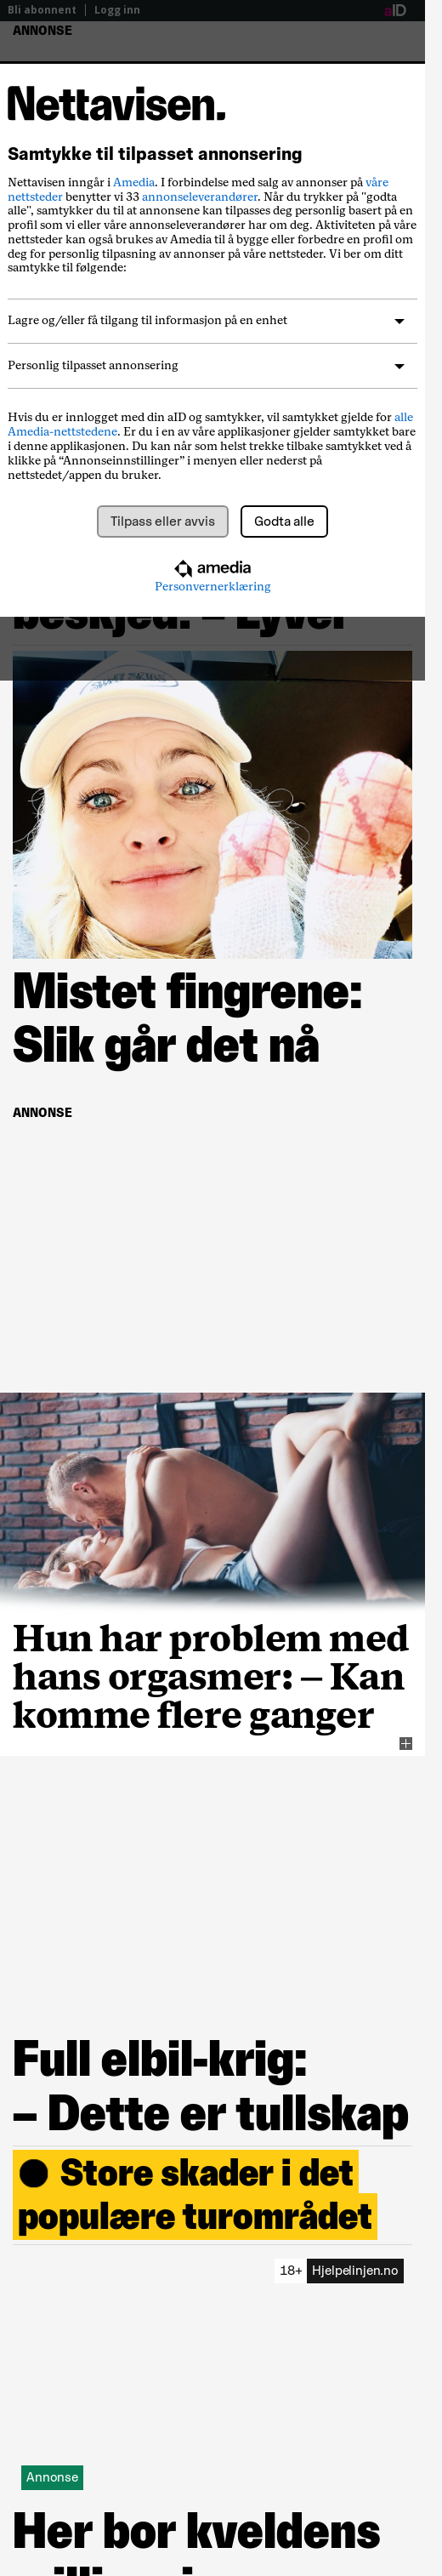 Bli abonnent | Logg inn
aID
ANNONSE
Nettavisen.
Samtykke til tilpasset annonsering
Nettavisen inngår i Amedia. I forbindelse med salg av annonser på våre
nettsteder benytter vi 33 annonseleverandører. Når du trykker på "godta
alle", samtykker du til at annonsene kan tilpasses deg personlig basert på en
profil som vi eller våre annonseleverandører har om deg. Aktiviteten på våre
nettsteder kan også brukes av Amedia til å bygge eller forbedre en profil om
deg for personlig tilpasning av annonser på våre nettsteder. Vi ber om ditt
samtykke til følgende:
Lagre og/eller få tilgang til informasjon på en enhet
Personlig tilpasset annonsering
Hvis du er innlogget med din aID og samtykker, vil samtykket gjelde for alle
Amedia-nettstedene. Er du i en av våre applikasjoner gjelder samtykket bare
i denne applikasjonen. Du kan når som helst trekke tilbake samtykket ved å
klikke på “Annonseinnstillinger” i menyen eller nederst på
nettstedet/appen du bruker.
Tilpass eller avvis
Godta alle
amedia
Personvernerklæring
beskjed: – Lyver
Mistet fingrene:
Slik går det nå
ANNONSE
Hun har problem med
hans orgasmer: – Kan
komme flere ganger
Full elbil-krig:
– Dette er tullskap
Store skader i det
populære turområdet
18+ Hjelpelinjen.no
Annonse
Her bor kveldens